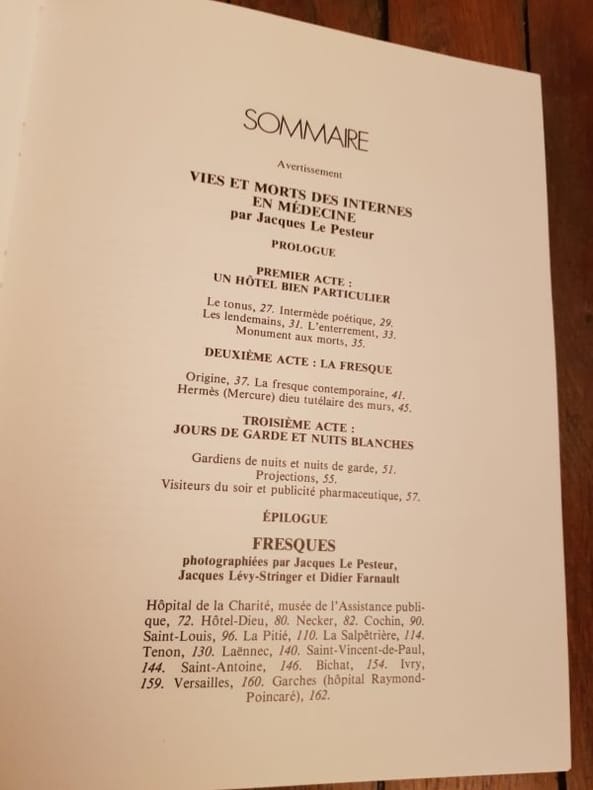 SOMMAIRE
Avertissement
VIES ET MORTS DES INTERNES
EN MÉDECINE
par Jacques Le Pesteur
PROLOGUE
PREMIER ACTE :
UN HÔTEL BIEN PARTICULIER
Le tonus, 27. Intermède poétique, 29.
Les lendemains, 31. L'enterrement, 33.
Monument aux morts, 35.
DEUXIÈME ACTE : LA FRESQUE
Origine, 37. La fresque contemporaine, 41.
Hermès (Mercure) dieu tutélaire des murs, 45.
TROISIÈME ACTE :
JOURS DE GARDE ET NUITS BLANCHES
Gardiens de nuits et nuits de garde, 51.
Projections, 55.
Visiteurs du soir et publicité pharmaceutique, 57.
ÉPILOGUE
FRESQUES
photographiées par Jacques Le Pesteur,
Jacques Lévy-Stringer et Didier Farnault
Hôpital de la Charité, musée de l'Assistance publi-
que, 72. Hôtel-Dieu, 80. Necker, 82. Cochin, 90.
Saint-Louis, 96. La Pitié, 110. La Salpêtrière, 114.
Tenon, 130. Laënnec, 140. Saint-Vincent-de-Paul,
144. Saint-Antoine, 146. Bichat, 154. Ivry,
159. Versailles, 160. Garches (hôpital Raymond-
Poincaré), 162.